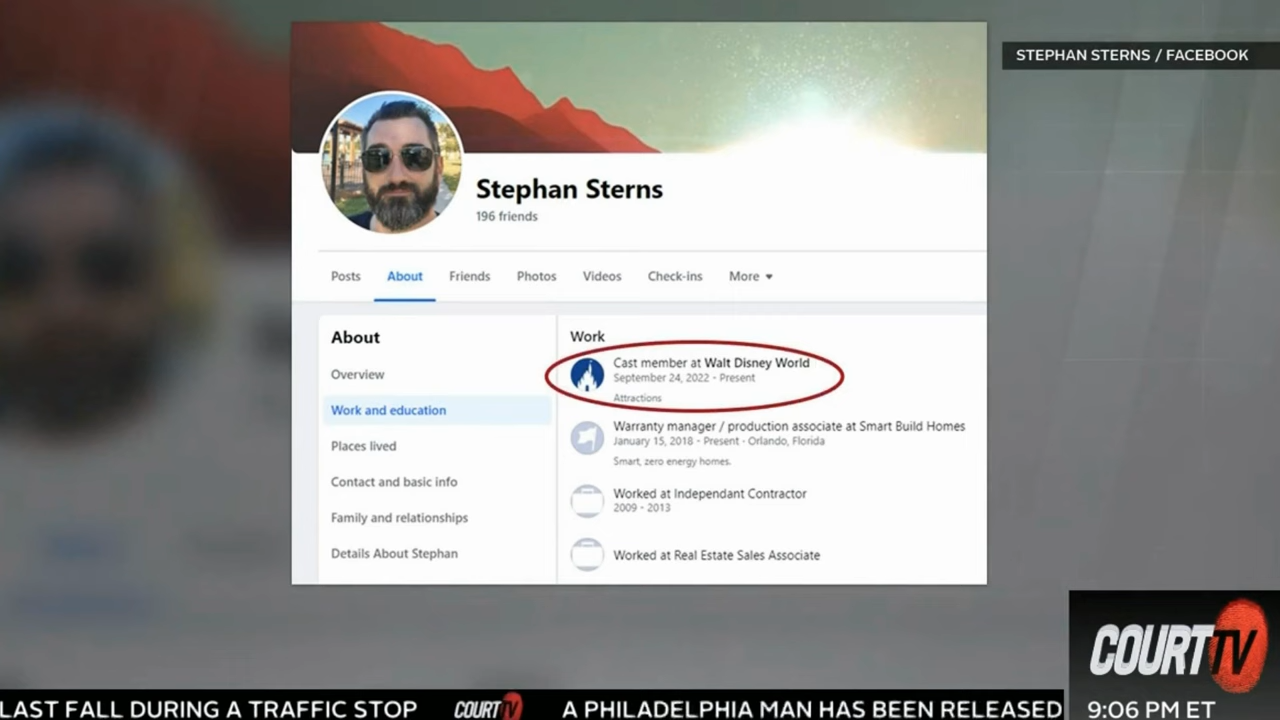 STEPHAN STERNS / FACEBOOK
Stephan Sterns
196 friends
Posts
About
Friends
Photos
Videos
Check-ins
More
About
Overview
Work and education
Places lived
Contact and basic info
Family and relationships
Details About Stephan
Work
Cast member at Walt Disney World
September 24, 2022 - Present
Attractions
Warranty manager / production associate at Smart Build Homes
January 15, 2018 - Present · Orlando, Florida
Smart, zero energy homes.
Worked at Independant Contractor
2009 - 2013
Worked at Real Estate Sales Associate
COURT TV
9:06 PM ET
LAST FALL DURING A TRAFFIC STOP
COURT TV
A PHILADELPHIA MAN HAS BEEN RELEASED